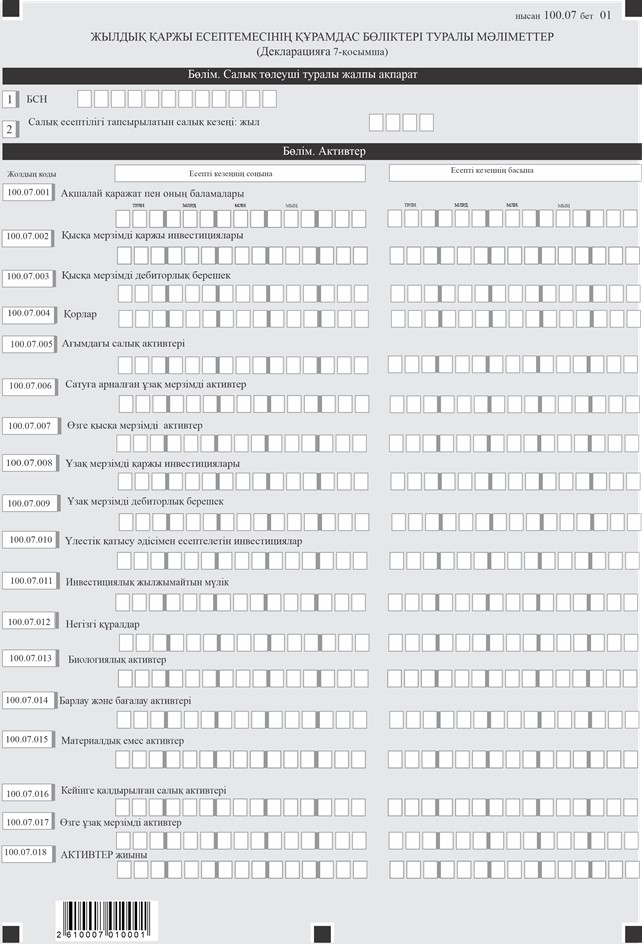 нысан 100.07 бет 01
ЖЫЛДЫҚ ҚАРЖЫ ЕСЕПТЕМЕСІНІҢ ҚҰРАМДАС БӨЛІКТЕРІ ТУРАЛЫ МӘЛІМЕТТЕР
(Декларацияға 7-қосымша)
Бөлім. Салық төлеуші туралы жалпы ақпарат
1 БСН
2 Салық есептілігі тапсырылатын салық кезеңі: жыл
Бөлім. Активтер
Жолдың коды Есепті кезеңнің соңына Есепті кезеңнің басына
100.07.001 Ақшалай қаражат пен оның баламалары
ТРЛН МЛРД МЛН МЫҢ ТРЛН МЛРД МЛН МЫҢ
100.07.002 Қысқа мерзімді қаржы инвестициялары
100.07.003 Қысқа мерзімді дебиторлық берешек
100.07.004 Қорлар
100.07.005 Ағымдағы салық активтері
100.07.006 Сатуға арналған ұзақ мерзімді активтер
100.07.007 Өзге қысқа мерзімді активтер
100.07.008 Ұзақ мерзімді қаржы инвестициялары
100.07.009 Ұзақ мерзімді дебиторлық берешек
100.07.010 Үлестік қатысу әдісімен есептелетін инвестициялар
100.07.011 Инвестициялық жылжымайтын мүлік
100.07.012 Негізгі құралдар
100.07.013 Биологиялық активтер
100.07.014 Барлау және бағалау активтері
100.07.015 Материалдық емес активтер
100.07.016 Кейінге қалдырылған салық активтері
100.07.017 Өзге ұзақ мерзімді активтер
100.07.018 АКТИВТЕР жиыны
2610007010001